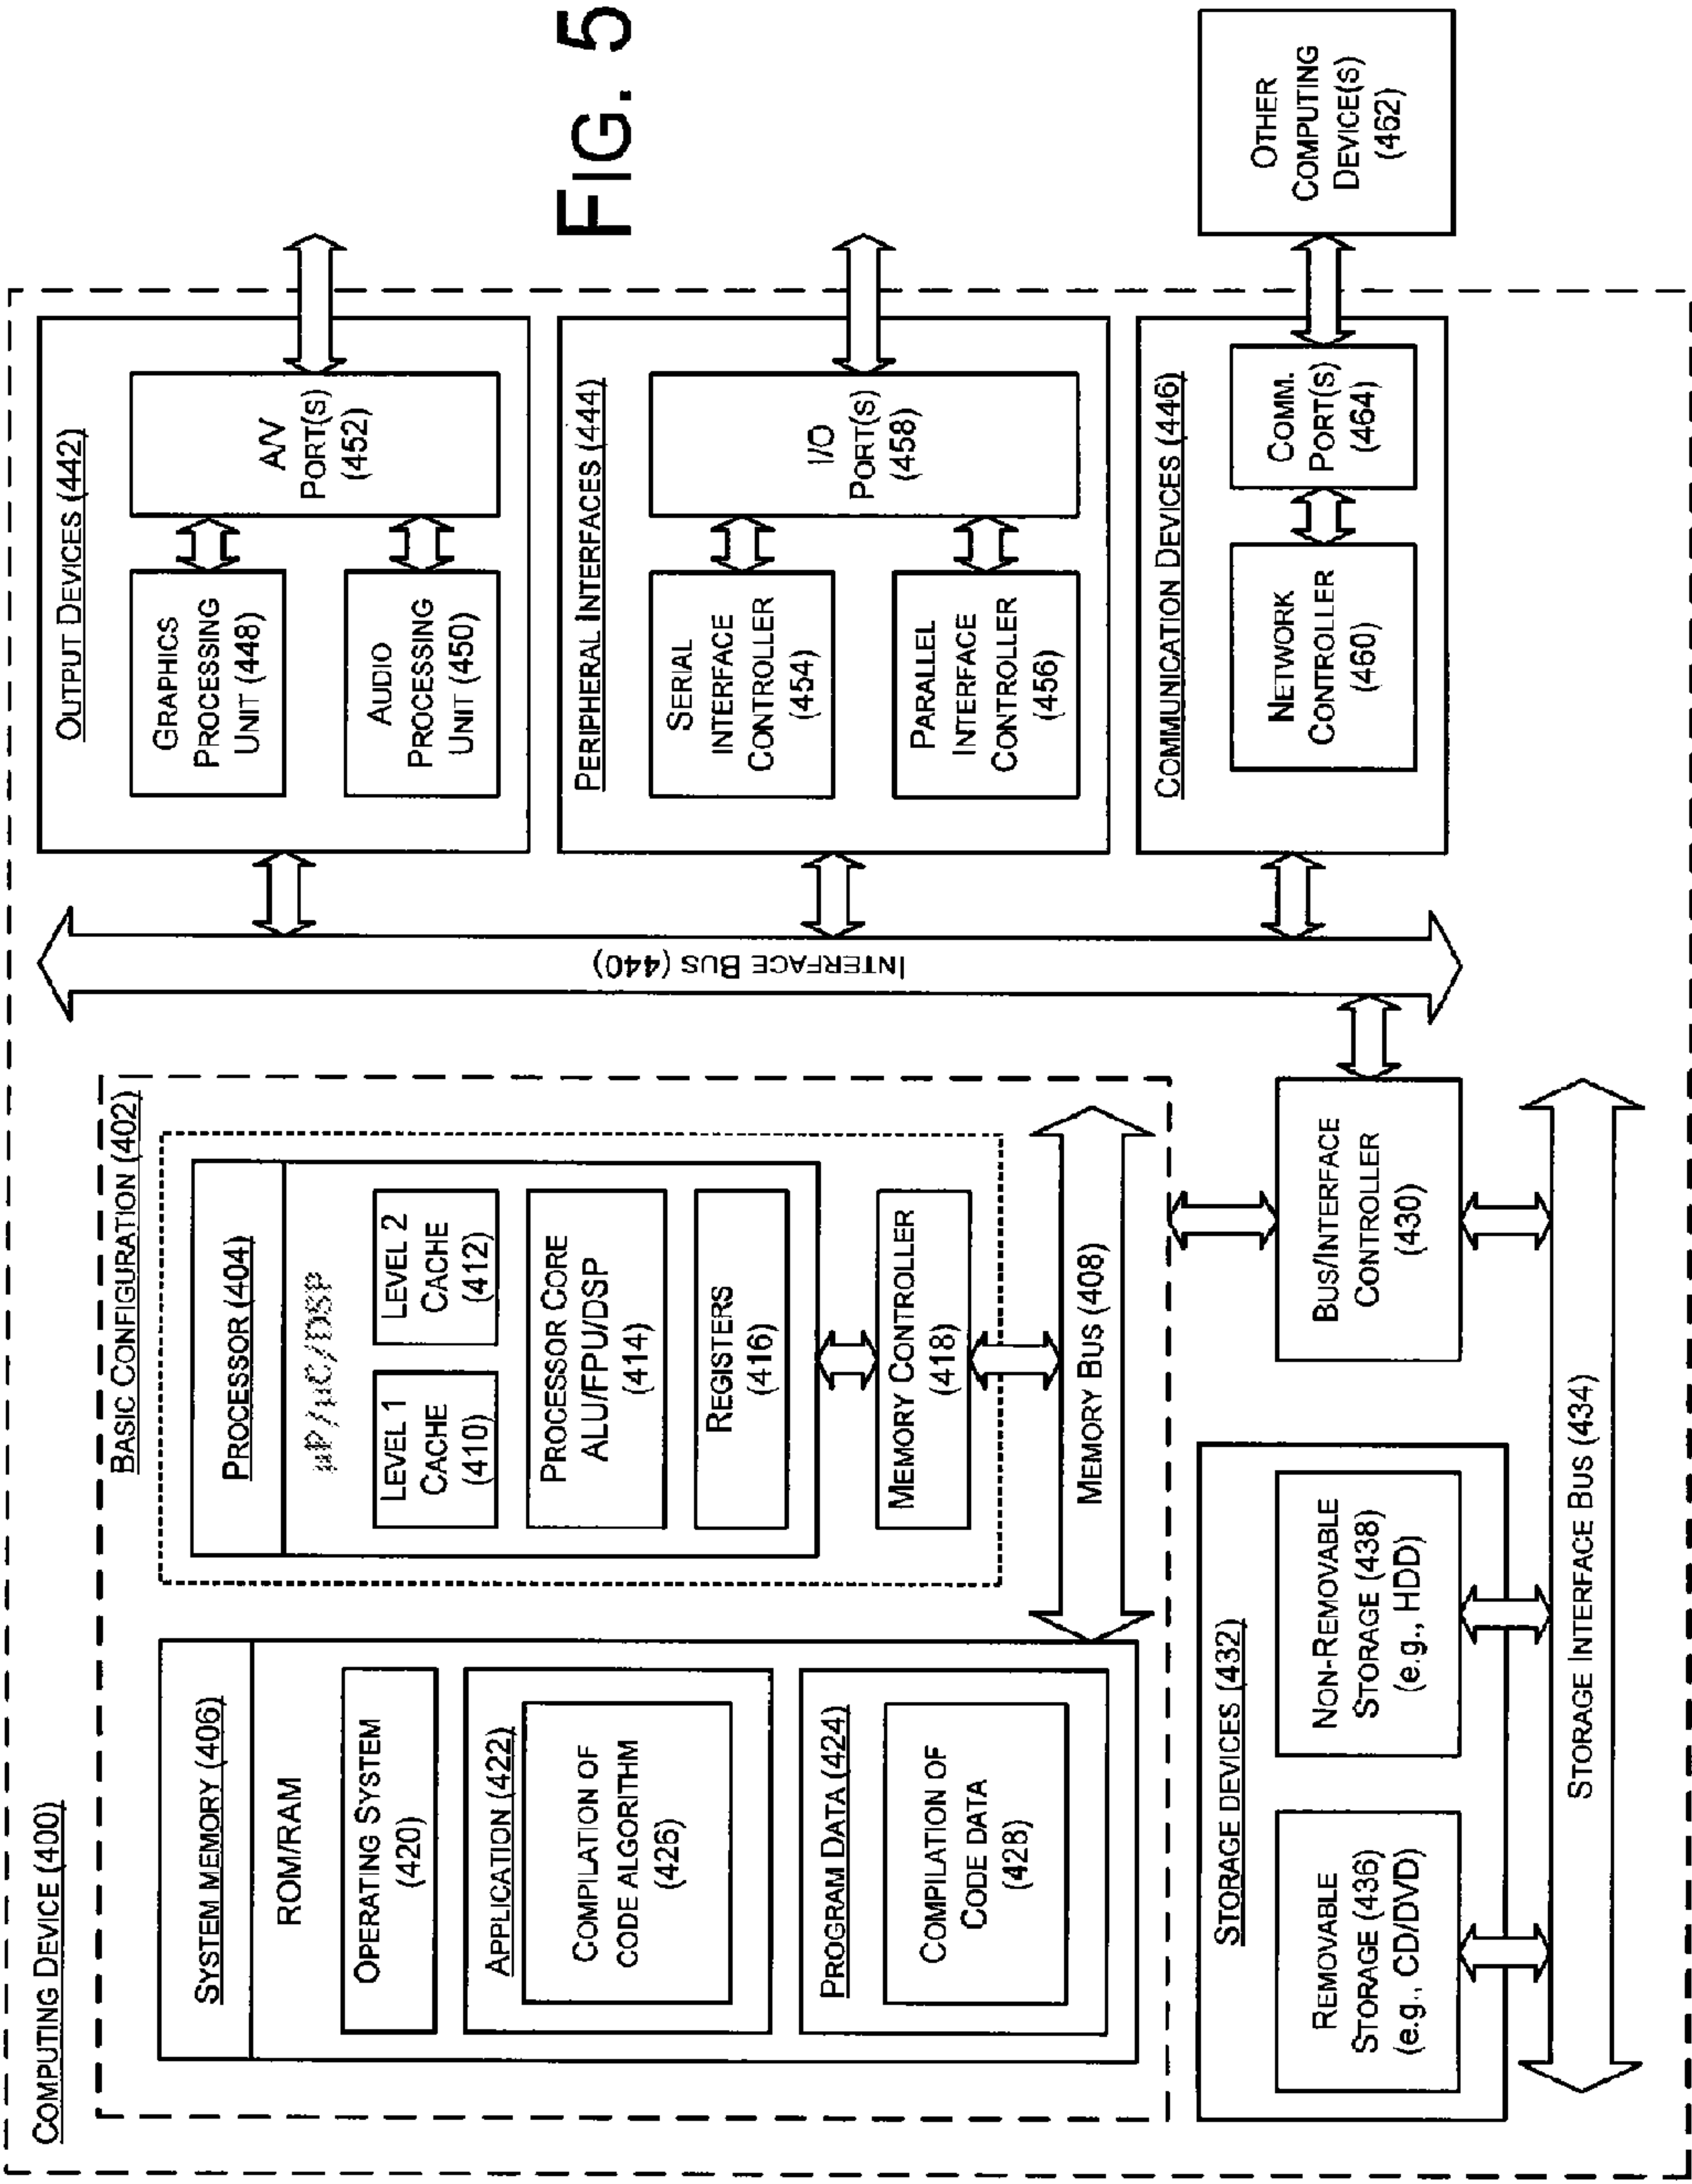 COMPUTING DEVICE (400)
BASIC CONFIGURATION (402)
SYSTEM MEMORY (406)
ROM/RAM
OPERATING SYSTEM
(420)
APPLICATION (422)
COMPILATION OF
CODE ALGORITHM
(426)
PROGRAM DATA (424)
COMPILATION OF
CODE DATA
(428)
PROCESSOR (404)
µP/µC/DSP
LEVEL 1
CACHE
(410)
LEVEL 2
CACHE
(412)
PROCESSOR CORE
ALU/FPU/DSP
(414)
REGISTERS
(416)
MEMORY CONTROLLER
(418)
MEMORY BUS (408)
STORAGE DEVICES (432)
REMOVABLE
STORAGE (436)
(e.g., CD/DVD)
NON-REMOVABLE
STORAGE (438)
(e.g., HDD)
BUS/INTERFACE
CONTROLLER
(430)
STORAGE INTERFACE BUS (434)
INTERFACE BUS (440)
OUTPUT DEVICES (442)
GRAPHICS
PROCESSING
UNIT (448)
AUDIO
PROCESSING
UNIT (450)
A/V
PORT(S)
(452)
PERIPHERAL INTERFACES (444)
SERIAL
INTERFACE
CONTROLLER
(454)
PARALLEL
INTERFACE
CONTROLLER
(456)
I/O
PORT(S)
(458)
COMMUNICATION DEVICES (446)
NETWORK
CONTROLLER
(460)
COMM.
PORT(S)
(464)
OTHER
COMPUTING
DEVICE(S)
(462)
FIG. 5